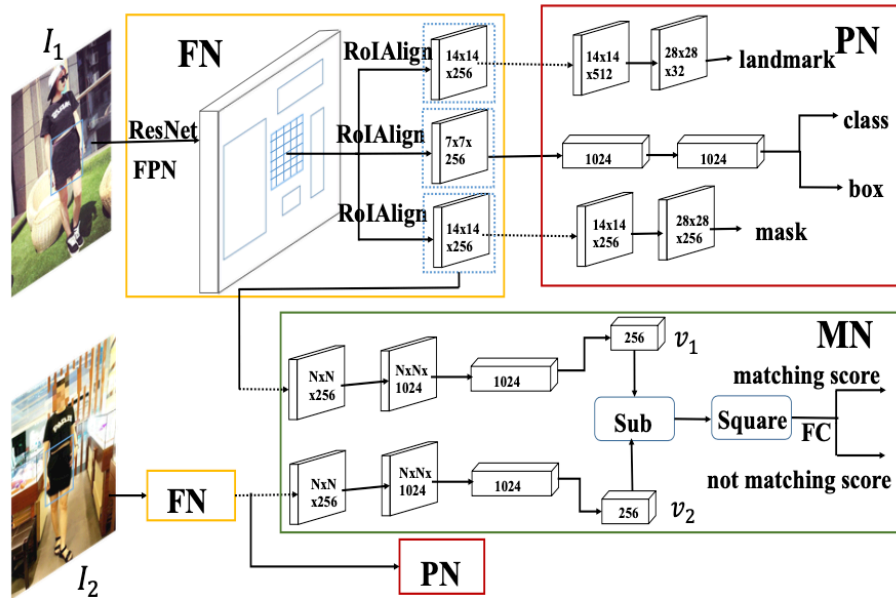 I₁
ResNet
FPN
FN
RoIAlign
14x14
x256
RoIAlign
7x7x
256
RoIAlign
14x14
x256
PN
14x14
x512
28x28
x32
landmark
1024
1024
class
box
14x14
x256
28x28
x256
mask
MN
NxN
x256
NxNx
1024
1024
256
v₁
Sub
Square
FC
matching score
not matching score
NxN
x256
NxNx
1024
1024
256
v₂
I₂
FN
PN